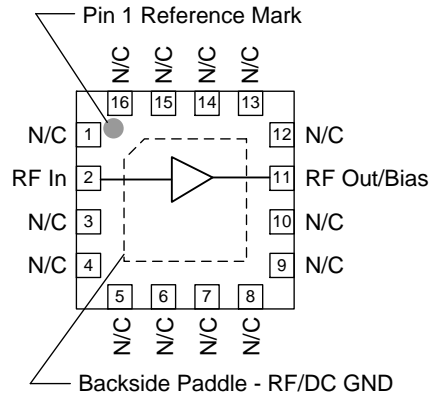 Pin 1 Reference Mark
N/C N/C N/C N/C
16 15 14 13
N/C 1 12 N/C
RF In 2 11 RF Out/Bias
N/C 3 10 N/C
N/C 4 9 N/C
5 6 7 8
N/C N/C N/C N/C
Backside Paddle - RF/DC GND